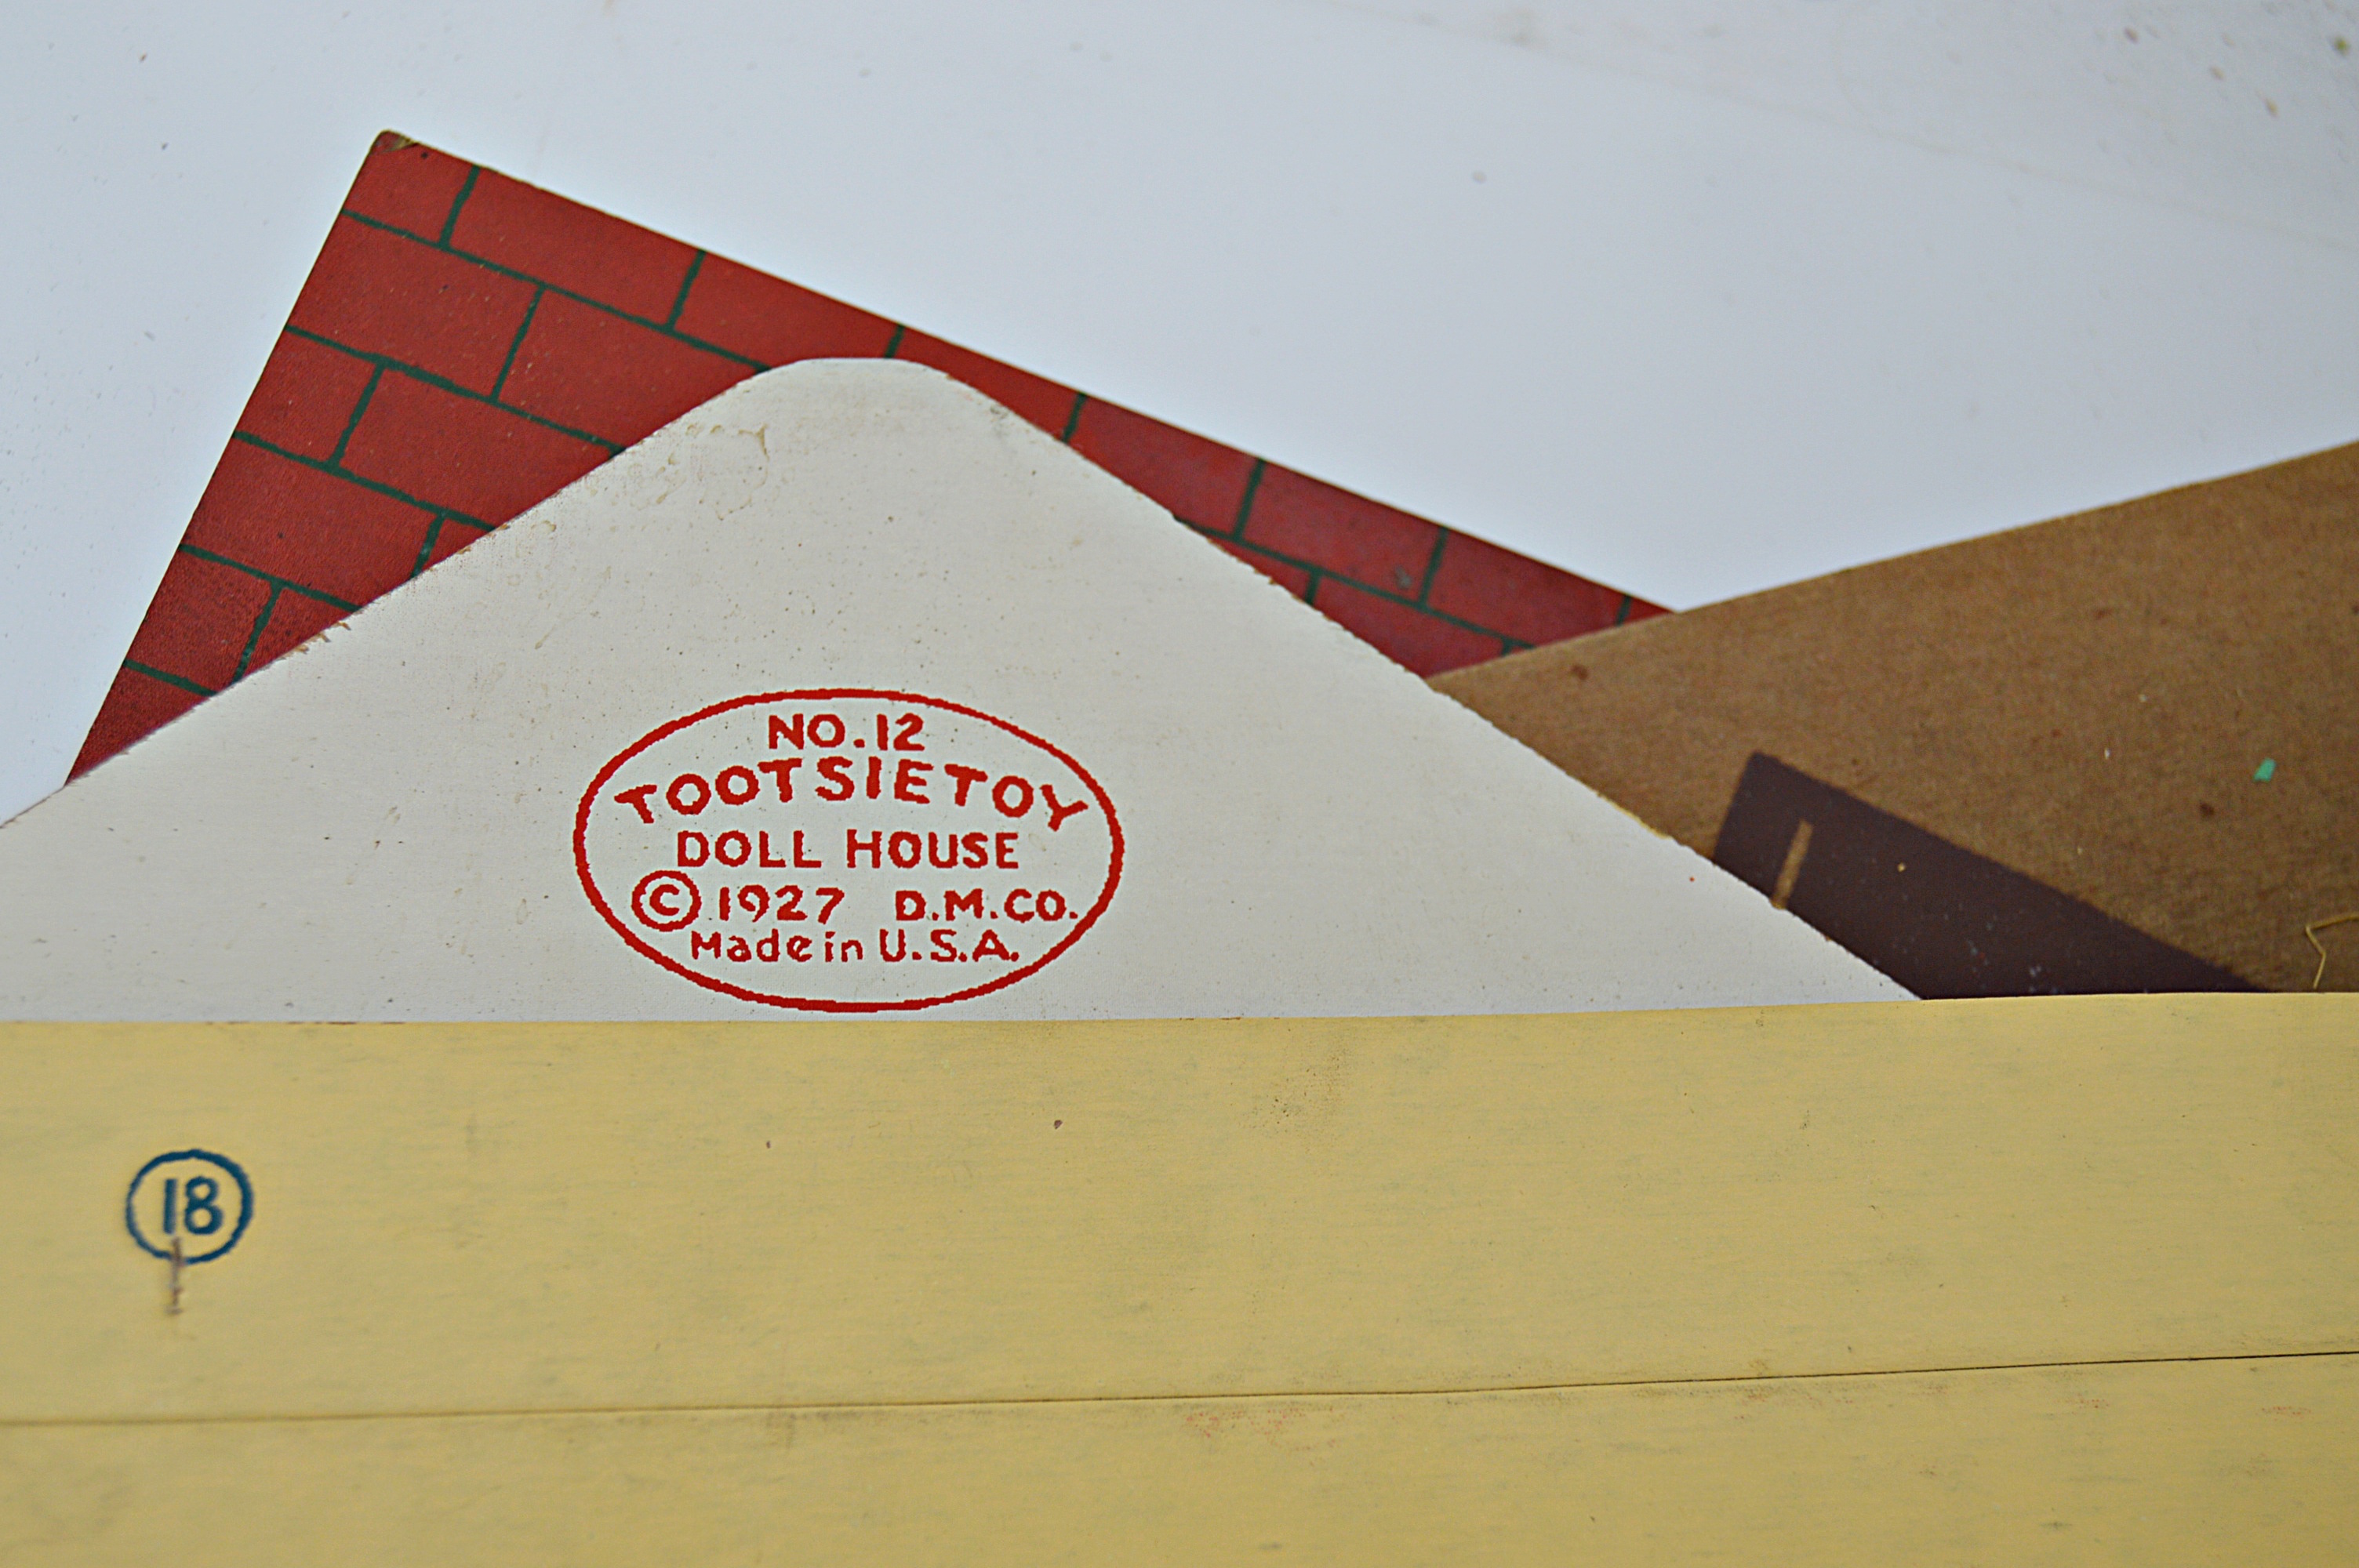 NO. 12
TOOTSIETOY
DOLL HOUSE
© 1927 D.M.CO.
Made in U.S.A.
18